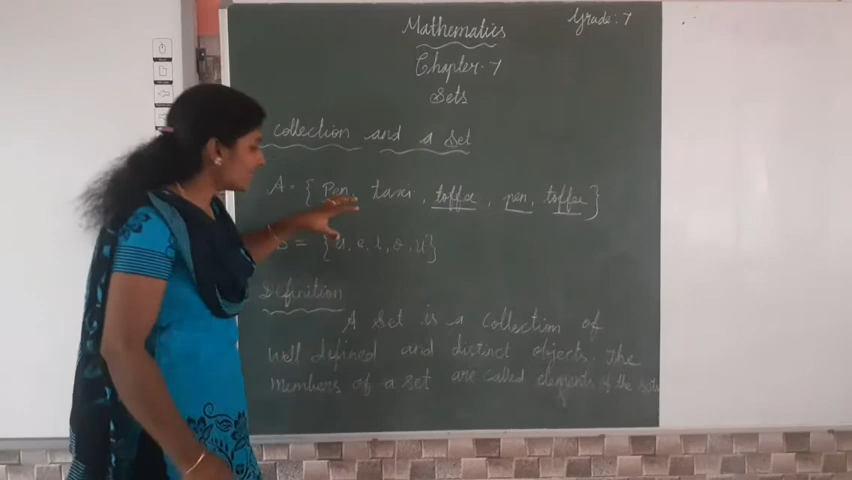 Mathematics
Grade: 7
Chapter-7
Sets
collection and a set
A = { Pen, taxi, toffee, pen, toffee }
= { a, e, i, o, u }
Definition
A set is a collection of
well defined and distinct objects. The
members of a set are called elements of the set